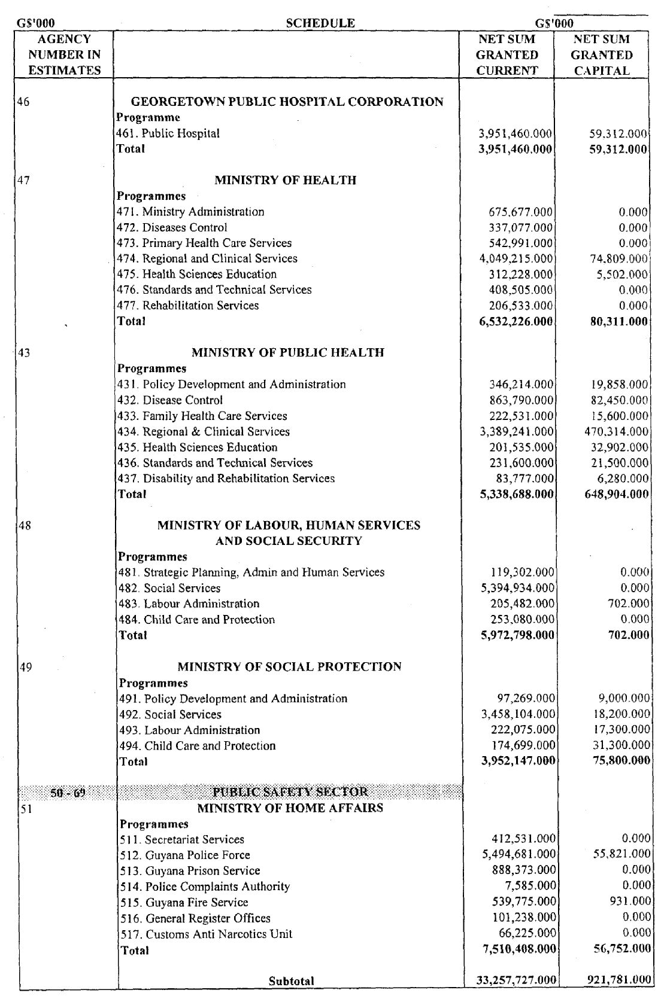 G$'000 SCHEDULE G$'000
AGENCY NUMBER IN ESTIMATES NET SUM GRANTED CURRENT NET SUM GRANTED CAPITAL
46 GEORGETOWN PUBLIC HOSPITAL CORPORATION
Programme
461. Public Hospital 3,951,460.000 59,312.000
Total 3,951,460.000 59,312.000
47 MINISTRY OF HEALTH
Programmes
471. Ministry Administration 675,677.000 0.000
472. Diseases Control 337,077.000 0.000
473. Primary Health Care Services 542,991.000 0.000
474. Regional and Clinical Services 4,049,215.000 74,809.000
475. Health Sciences Education 312,228.000 5,502.000
476. Standards and Technical Services 408,505.000 0.000
477. Rehabilitation Services 206,533.000 0.000
Total 6,532,226.000 80,311.000
43 MINISTRY OF PUBLIC HEALTH
Programmes
431. Policy Development and Administration 346,214.000 19,858.000
432. Disease Control 863,790.000 82,450.000
433. Family Health Care Services 222,531.000 15,600.000
434. Regional & Clinical Services 3,389,241.000 470,314.000
435. Health Sciences Education 201,535.000 32,902.000
436. Standards and Technical Services 231,600.000 21,500.000
437. Disability and Rehabilitation Services 83,777.000 6,280.000
Total 5,338,688.000 648,904.000
48 MINISTRY OF LABOUR, HUMAN SERVICES
AND SOCIAL SECURITY
Programmes
481. Strategic Planning, Admin and Human Services 119,302.000 0.000
482. Social Services 5,394,934.000 0.000
483. Labour Administration 205,482.000 702.000
484. Child Care and Protection 253,080.000 0.000
Total 5,972,798.000 702.000
49 MINISTRY OF SOCIAL PROTECTION
Programmes
491. Policy Development and Administration 97,269.000 9,000.000
492. Social Services 3,458,104.000 18,200.000
493. Labour Administration 222,075.000 17,300.000
494. Child Care and Protection 174,699.000 31,300.000
Total 3,952,147.000 75,800.000
50 - 69 PUBLIC SAFETY SECTOR
51 MINISTRY OF HOME AFFAIRS
Programmes
511. Secretariat Services 412,531.000 0.000
512. Guyana Police Force 5,494,681.000 55,821.000
513. Guyana Prison Service 888,373.000 0.000
514. Police Complaints Authority 7,585.000 0.000
515. Guyana Fire Service 539,775.000 931.000
516. General Register Offices 101,238.000 0.000
517. Customs Anti Narcotics Unit 66,225.000 0.000
Total 7,510,408.000 56,752.000
Subtotal 33,257,727.000 921,781.000